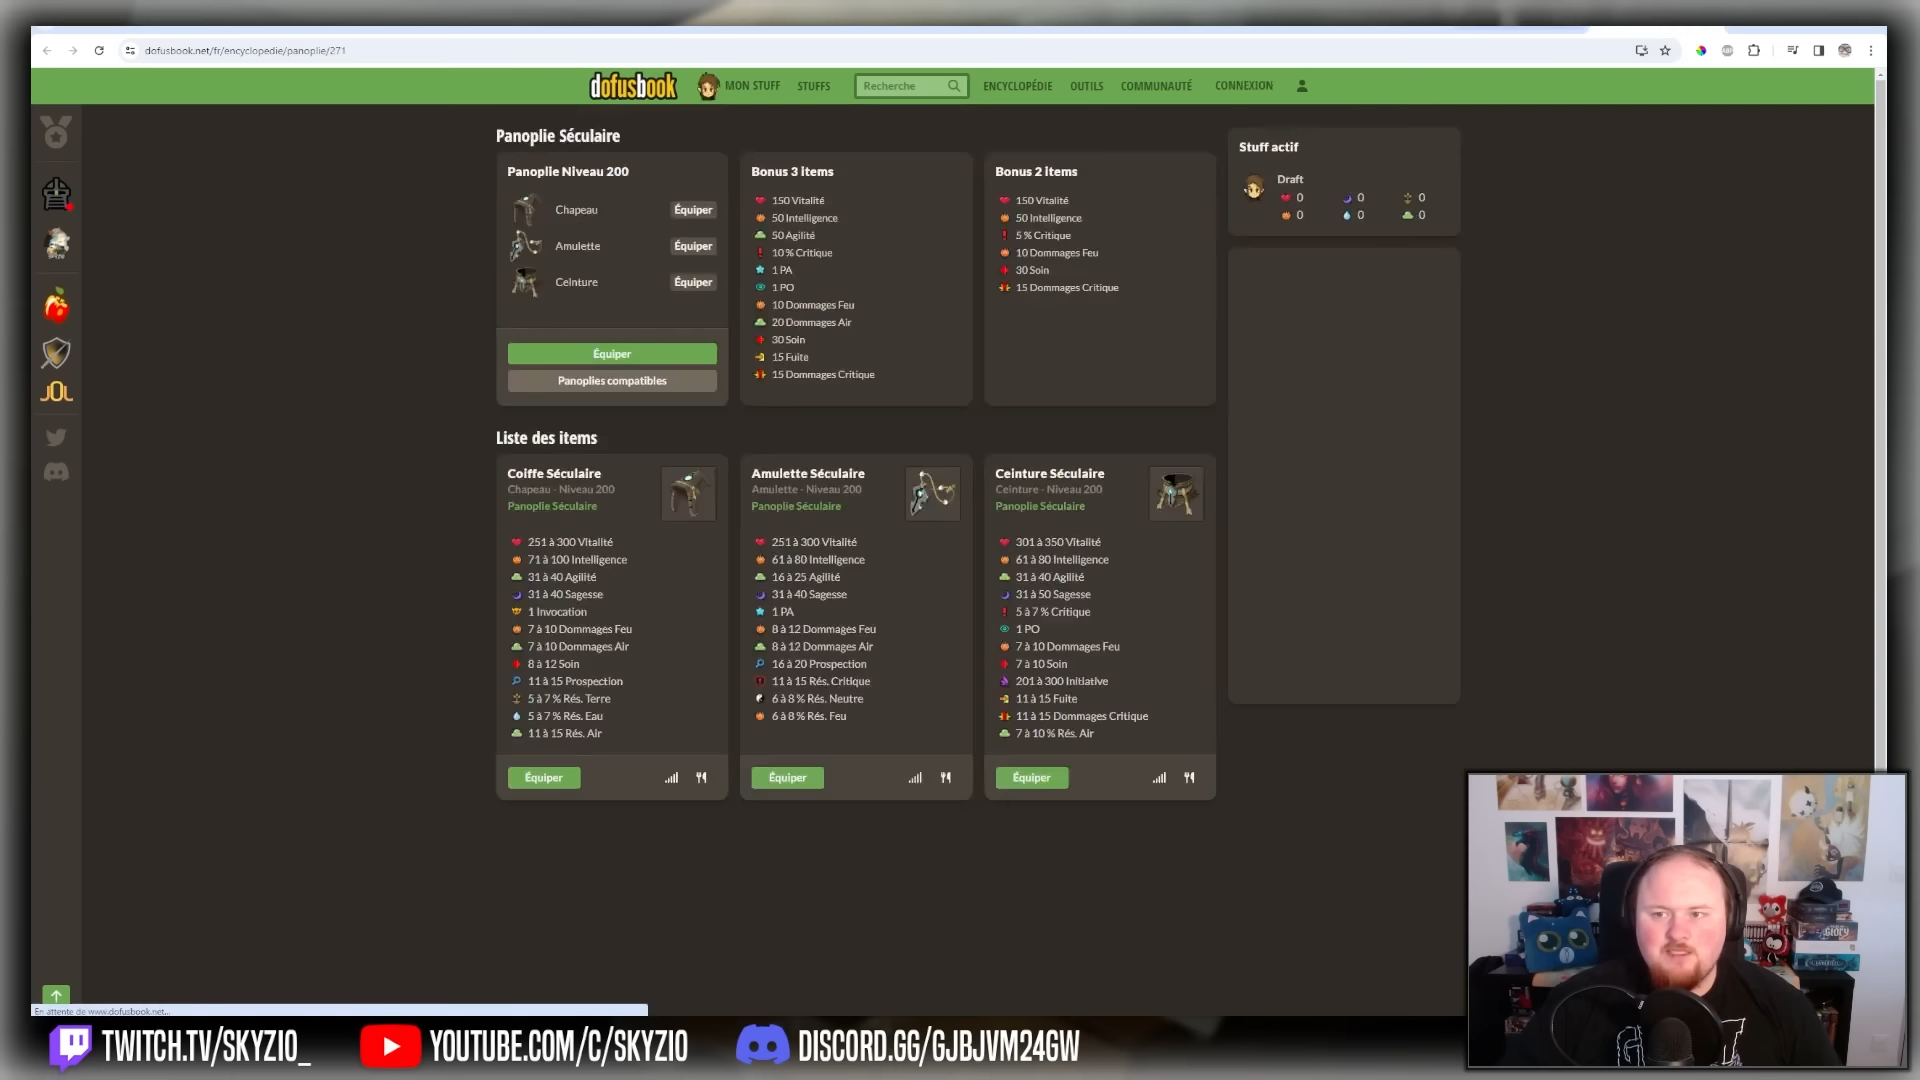 dofusbook.net/fr/encyclopedie/panoplie/271
dofusbook
MON STUFF
STUFFS
Recherche
ENCYCLOPÉDIE
OUTILS
COMMUNAUTÉ
CONNEXION
JOL
Panoplie Séculaire
Panoplie Niveau 200
Chapeau
Équiper
Amulette
Équiper
Ceinture
Équiper
Équiper
Panoplies compatibles
Bonus 3 items
150 Vitalité
50 Intelligence
50 Agilité
10 % Critique
1 PA
1 PO
10 Dommages Feu
20 Dommages Air
30 Soin
15 Fuite
15 Dommages Critique
Bonus 2 items
150 Vitalité
50 Intelligence
5 % Critique
10 Dommages Feu
30 Soin
15 Dommages Critique
Stuff actif
Draft
0 0 0
0 0 0
Liste des items
Coiffe Séculaire
Chapeau - Niveau 200
Panoplie Séculaire
251 à 300 Vitalité
71 à 100 Intelligence
31 à 40 Agilité
31 à 40 Sagesse
1 Invocation
7 à 10 Dommages Feu
7 à 10 Dommages Air
8 à 12 Soin
11 à 15 Prospection
5 à 7 % Rés. Terre
5 à 7 % Rés. Eau
11 à 15 Rés. Air
Équiper
Amulette Séculaire
Amulette - Niveau 200
Panoplie Séculaire
251 à 300 Vitalité
61 à 80 Intelligence
16 à 25 Agilité
31 à 40 Sagesse
1 PA
8 à 12 Dommages Feu
8 à 12 Dommages Air
16 à 20 Prospection
11 à 15 Rés. Critique
6 à 8 % Rés. Neutre
6 à 8 % Rés. Feu
Équiper
Ceinture Séculaire
Ceinture - Niveau 200
Panoplie Séculaire
301 à 350 Vitalité
61 à 80 Intelligence
31 à 40 Agilité
31 à 50 Sagesse
5 à 7 % Critique
1 PO
7 à 10 Dommages Feu
7 à 10 Soin
201 à 300 Initiative
11 à 15 Fuite
11 à 15 Dommages Critique
7 à 10 % Rés. Air
Équiper
En attente de www.dofusbook.net...
TWITCH.TV/SKYZIO_
YOUTUBE.COM/C/SKYZIO
DISCORD.GG/GJBJVM24GW